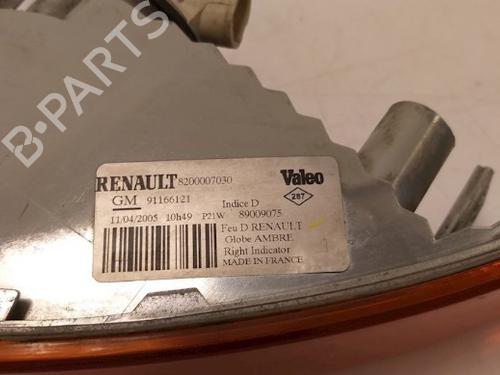 RENAULT 8200007030 Valeo
GM 91166121 Indice D 287
11/04/2005 10h49 P21W 89009075
Feu D RENAULT
Globe AMBRE
Right Indicator
MADE IN FRANCE
B-PARTS